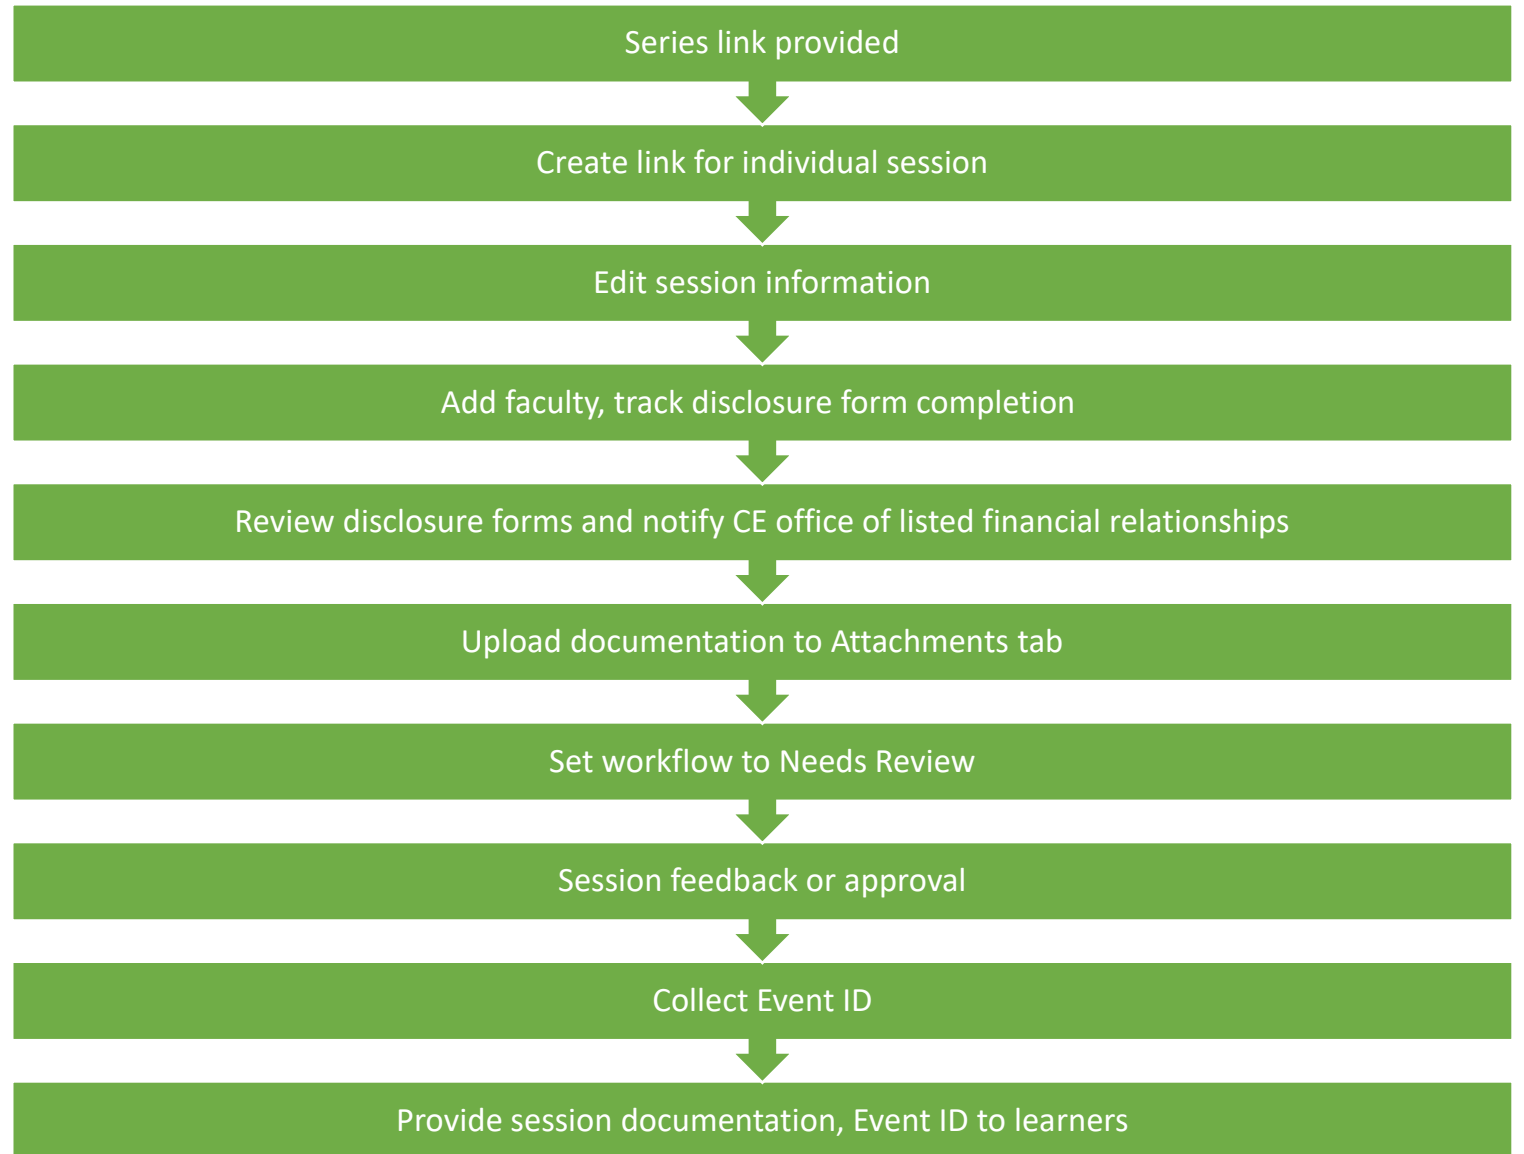 Series link provided
Create link for individual session
Edit session information
Add faculty, track disclosure form completion
Review disclosure forms and notify CE office of listed financial relationships
Upload documentation to Attachments tab
Set workflow to Needs Review
Session feedback or approval
Collect Event ID
Provide session documentation, Event ID to learners